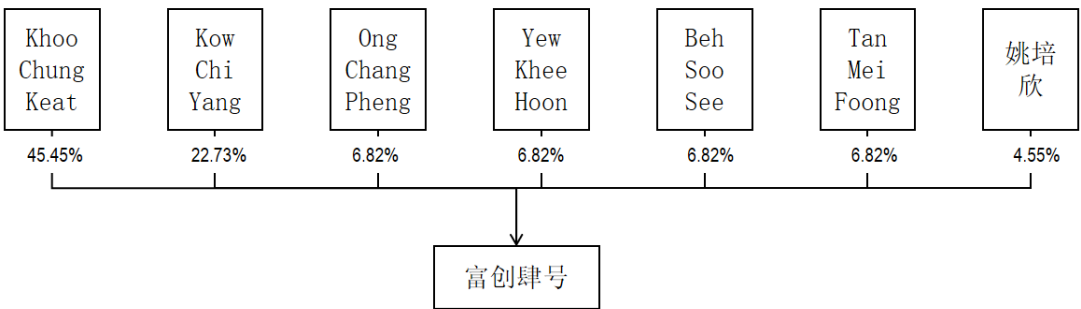 Khoo
Chung
Keat
Kow
Chi
Yang
Ong
Chang
Pheng
Yew
Khee
Hoon
Beh
Soo
See
Tan
Mei
Foong
姚培
欣
45.45%
22.73%
6.82%
6.82%
6.82%
6.82%
4.55%
富创肆号